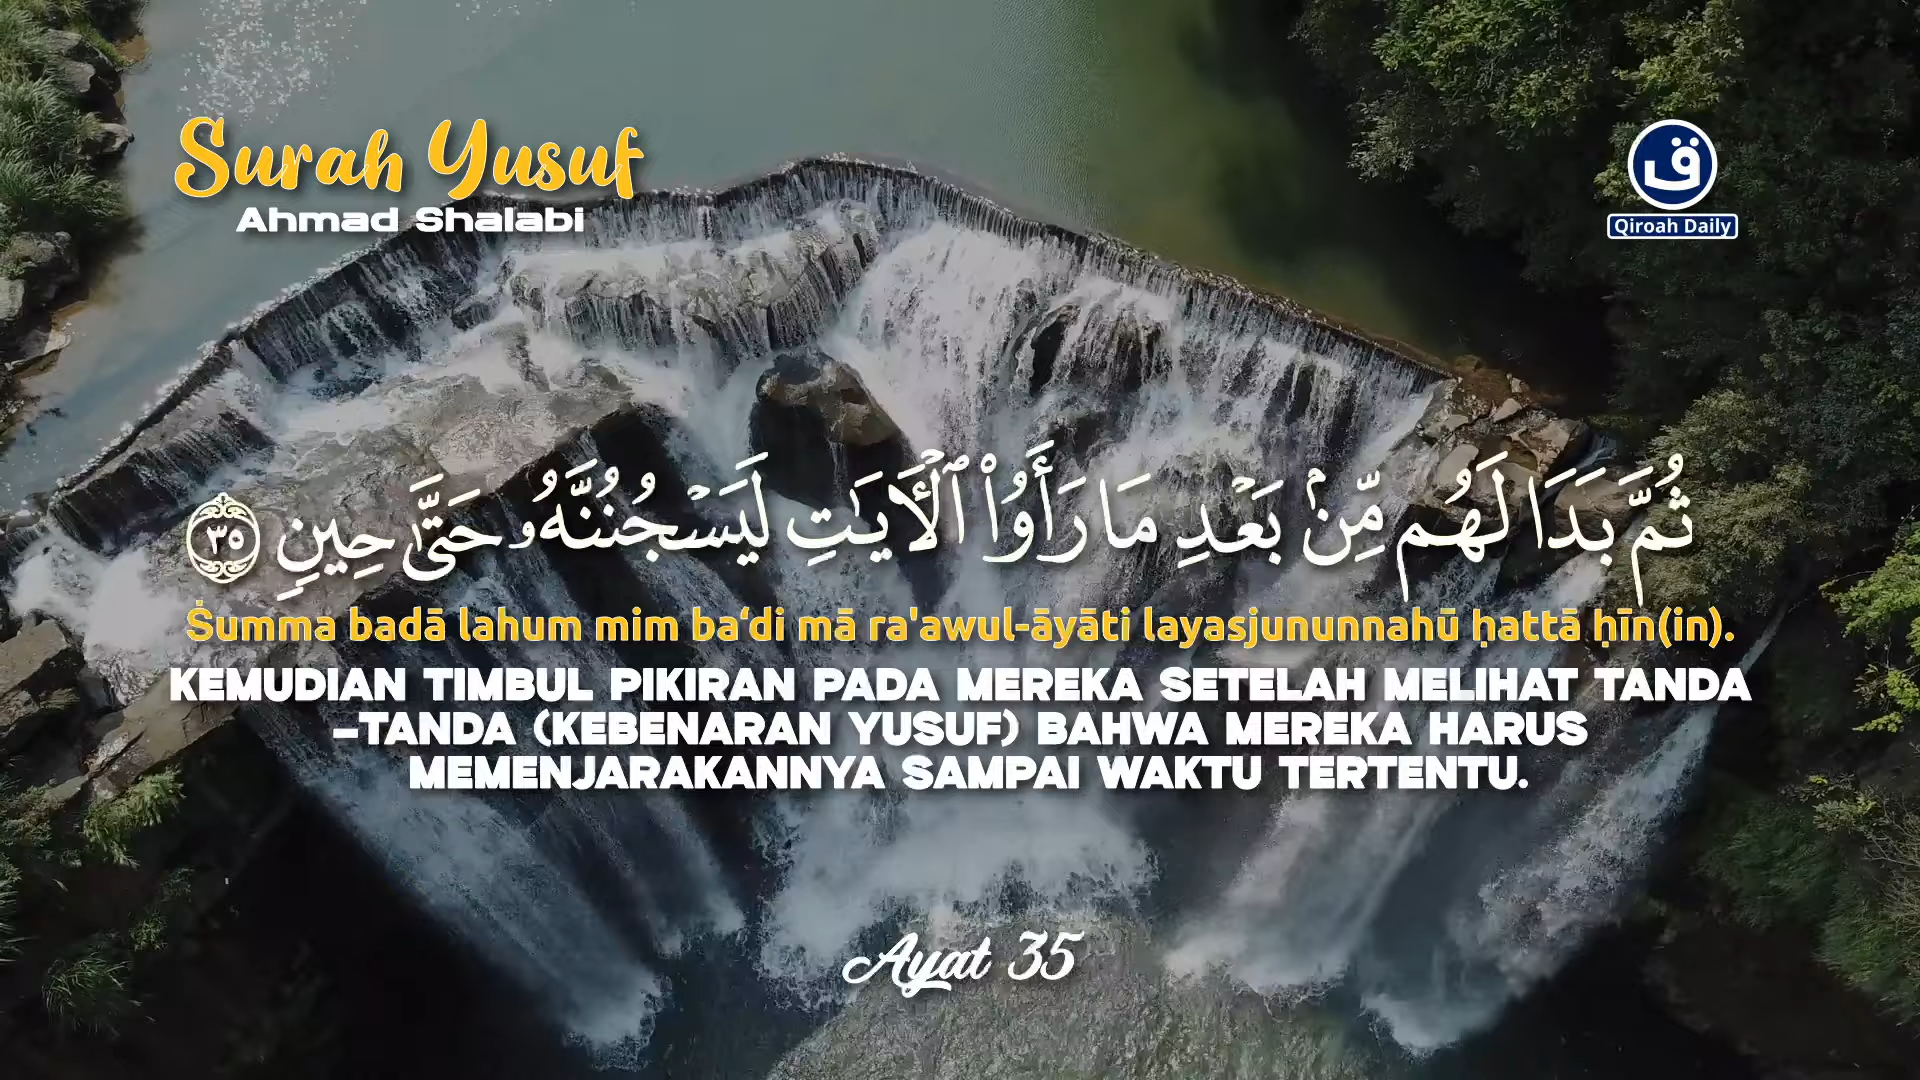 Surah Yusuf
Ahmad Shalabi
ق
Qiroah Daily
ثُمَّ بَدَا لَهُم مِّنۢ بَعْدِ مَا رَأَوُا۟ ٱلْـَٔايَـٰتِ لَيَسْجُنُنَّهُۥ حَتَّىٰ حِينٍ ٣٥
Ṡumma badā lahum mim ba‘di mā ra'awul-āyāti layasjununnahū ḥattā ḥīn(in).
KEMUDIAN TIMBUL PIKIRAN PADA MEREKA SETELAH MELIHAT TANDA
-TANDA (KEBENARAN YUSUF) BAHWA MEREKA HARUS
MEMENJARAKANNYA SAMPAI WAKTU TERTENTU.
Ayat 35